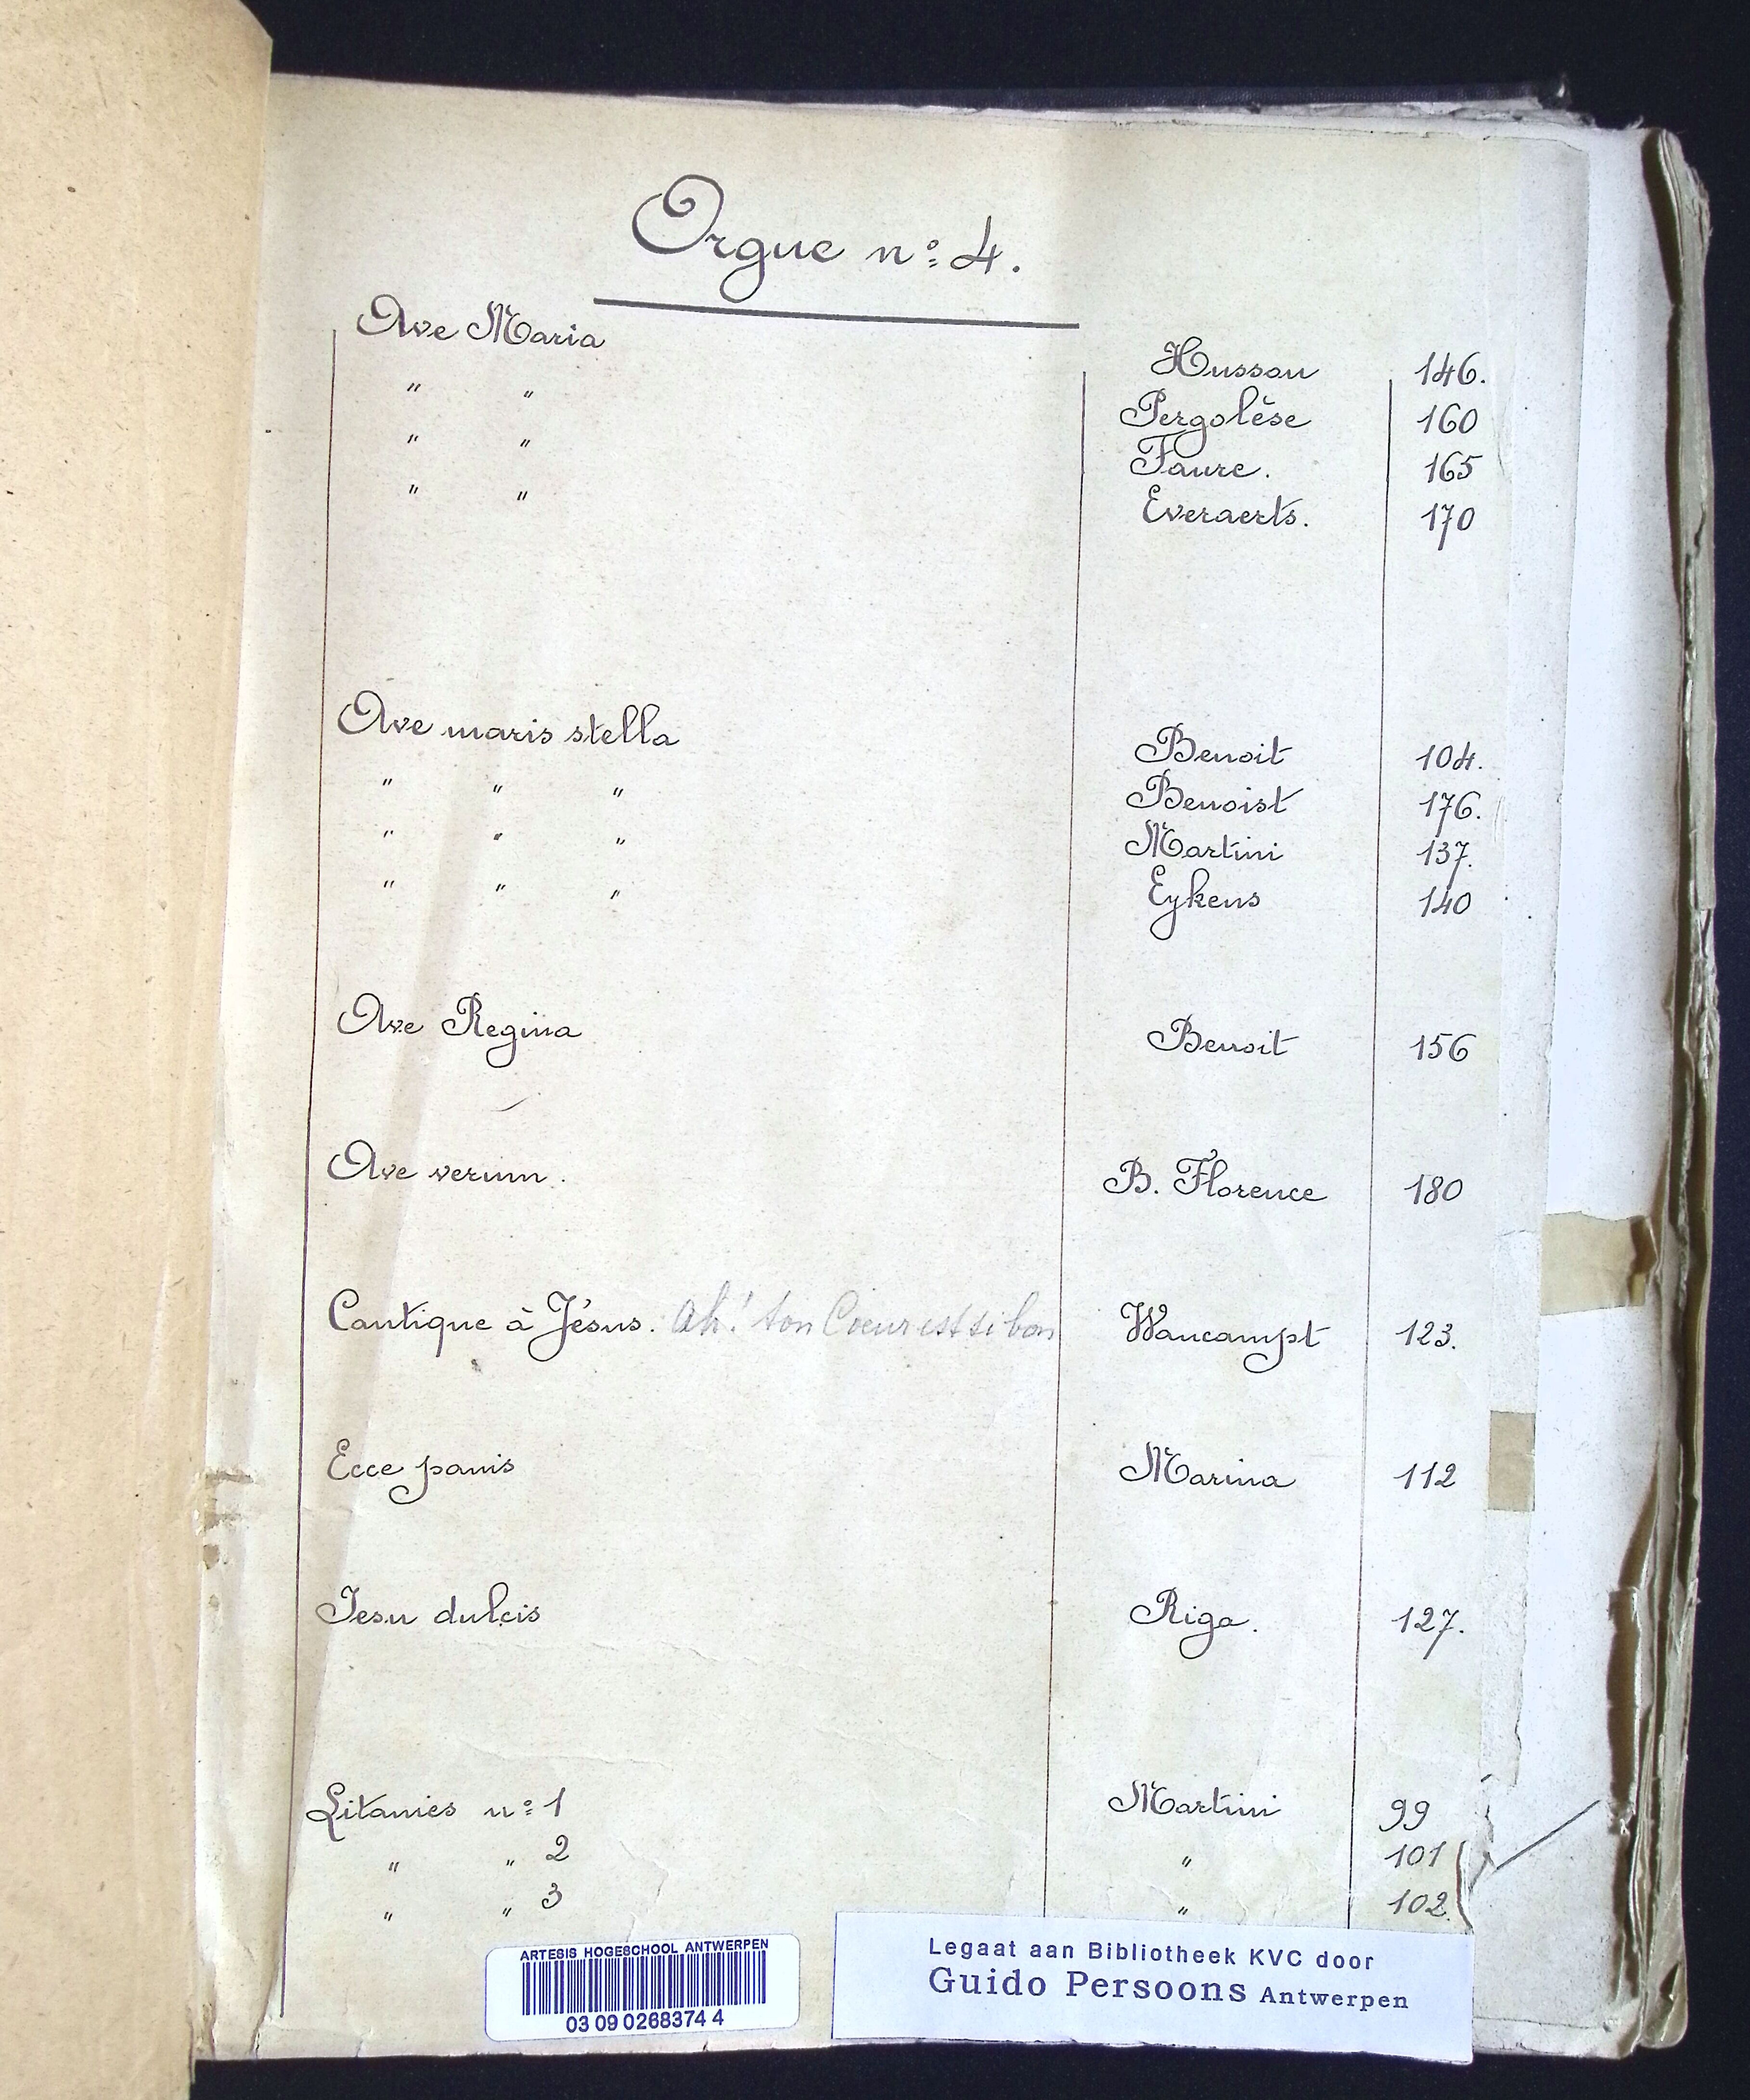 Orgue nº 4.
Ave Maria Husson 146.
" " Pergolèse 160
" " Faure. 165
" " Everaerts. 170
Ave maris stella Benoit 104.
" " " Benoist 176.
" " " Martini 137.
" " " Eykens 140
Ave Regina Benoit 156
Ave verum. B. Florence 180
Cantique à Jésus. Ah! ton Coeur est si bon Wancampt 123.
Ecce panis Marina 112
Jesu dulcis Riga. 127.
Litanies nº 1 Martini 99
" " 2 " 101
" " 3 " 102.
ARTESIS HOGESCHOOL ANTWERPEN
03 09 0268374 4
Legaat aan Bibliotheek KVC door
Guido Persoons Antwerpen